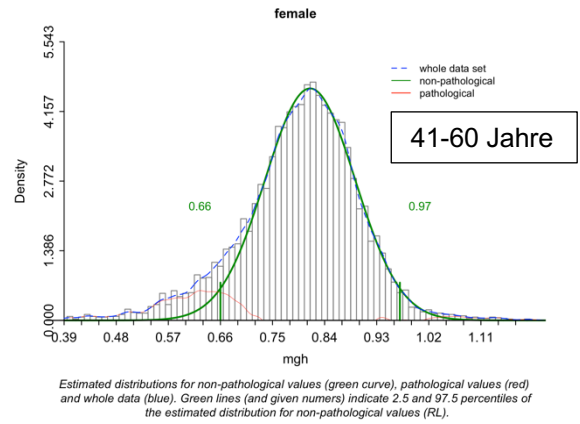 female
5.543
whole data set
non-pathological
4.157
pathological
41-60 Jahre
Density
2.772
0.66
0.97
1.386
0.000
0.39
0.48
0.57
0.66
0.75
0.84
0.93
1.02
1.11
mgh
Estimated distributions for non-pathological values (green curve), pathological values (red)
and whole data (blue). Green lines (and given numers) indicate 2.5 and 97.5 percentiles of
the estimated distribution for non-pathological values (RL).